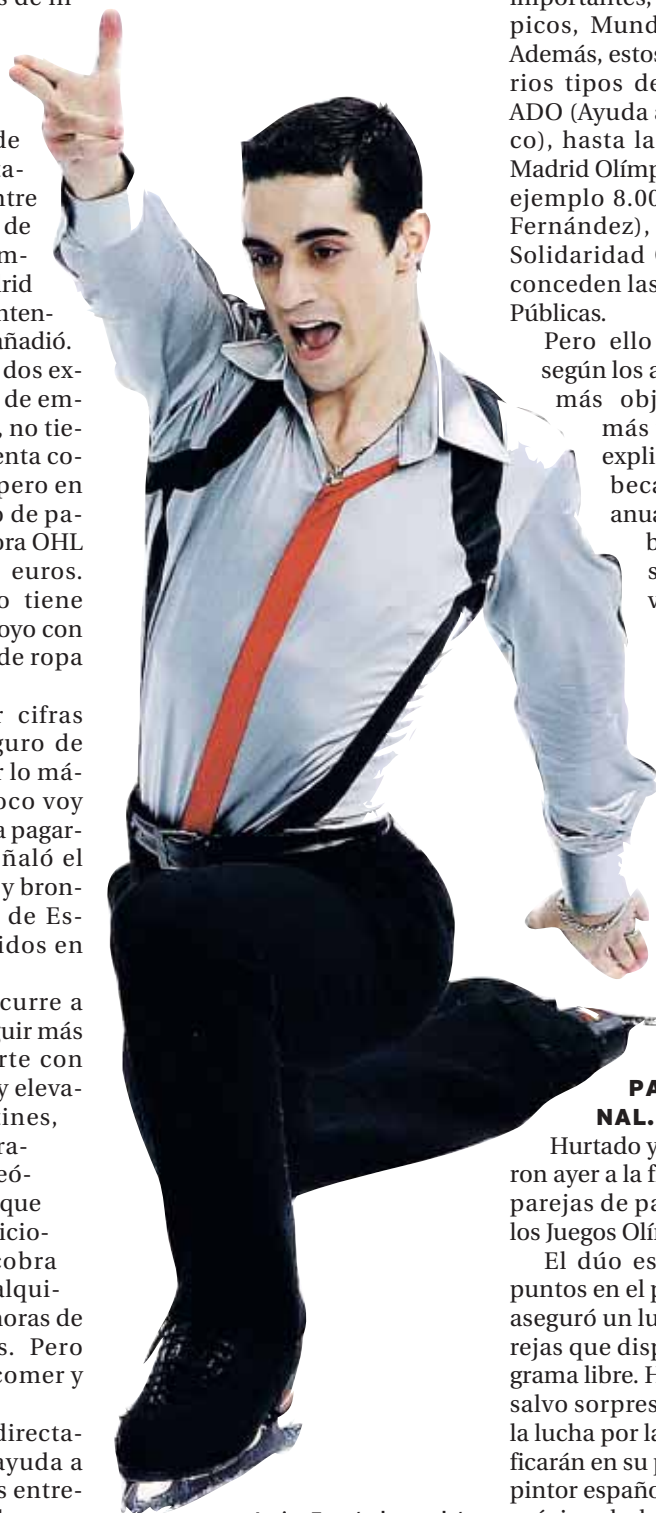 de
ntre
de
m-
rid
nten-
añadió.
dos ex-
de em-
, no tie-
enta co-
pero en
o de pa-
ora OHL
euros.
o tiene
oyo con
de ropa
r cifras
guro de
r lo má-
oco voy
a pagar-
ñaló el
y bron-
de Es-
idos en
curre a
guir más
rte con
y eleva-
tines,
ra-
eó-
que
icio-
cobra
alqui-
horas de
s. Pero
comer y
directa-
ayuda a
s entre-
picos, Mund
Además, estos
rios tipos de
ADO (Ayuda a
co), hasta la
Madrid Olímp
ejemplo 8.00
Fernández),
Solidaridad
conceden las
Públicas.
Pero ello
según los a
más obj
más
expli
beca
anua
b
s
v
PA
NAL.
Hurtado y
ron ayer a la f
parejas de pa
los Juegos Olí
El dúo es
puntos en el p
aseguró un lu
rejas que disp
grama libre. H
salvo sorpres
la lucha por la
ficarán en su p
pintor españo